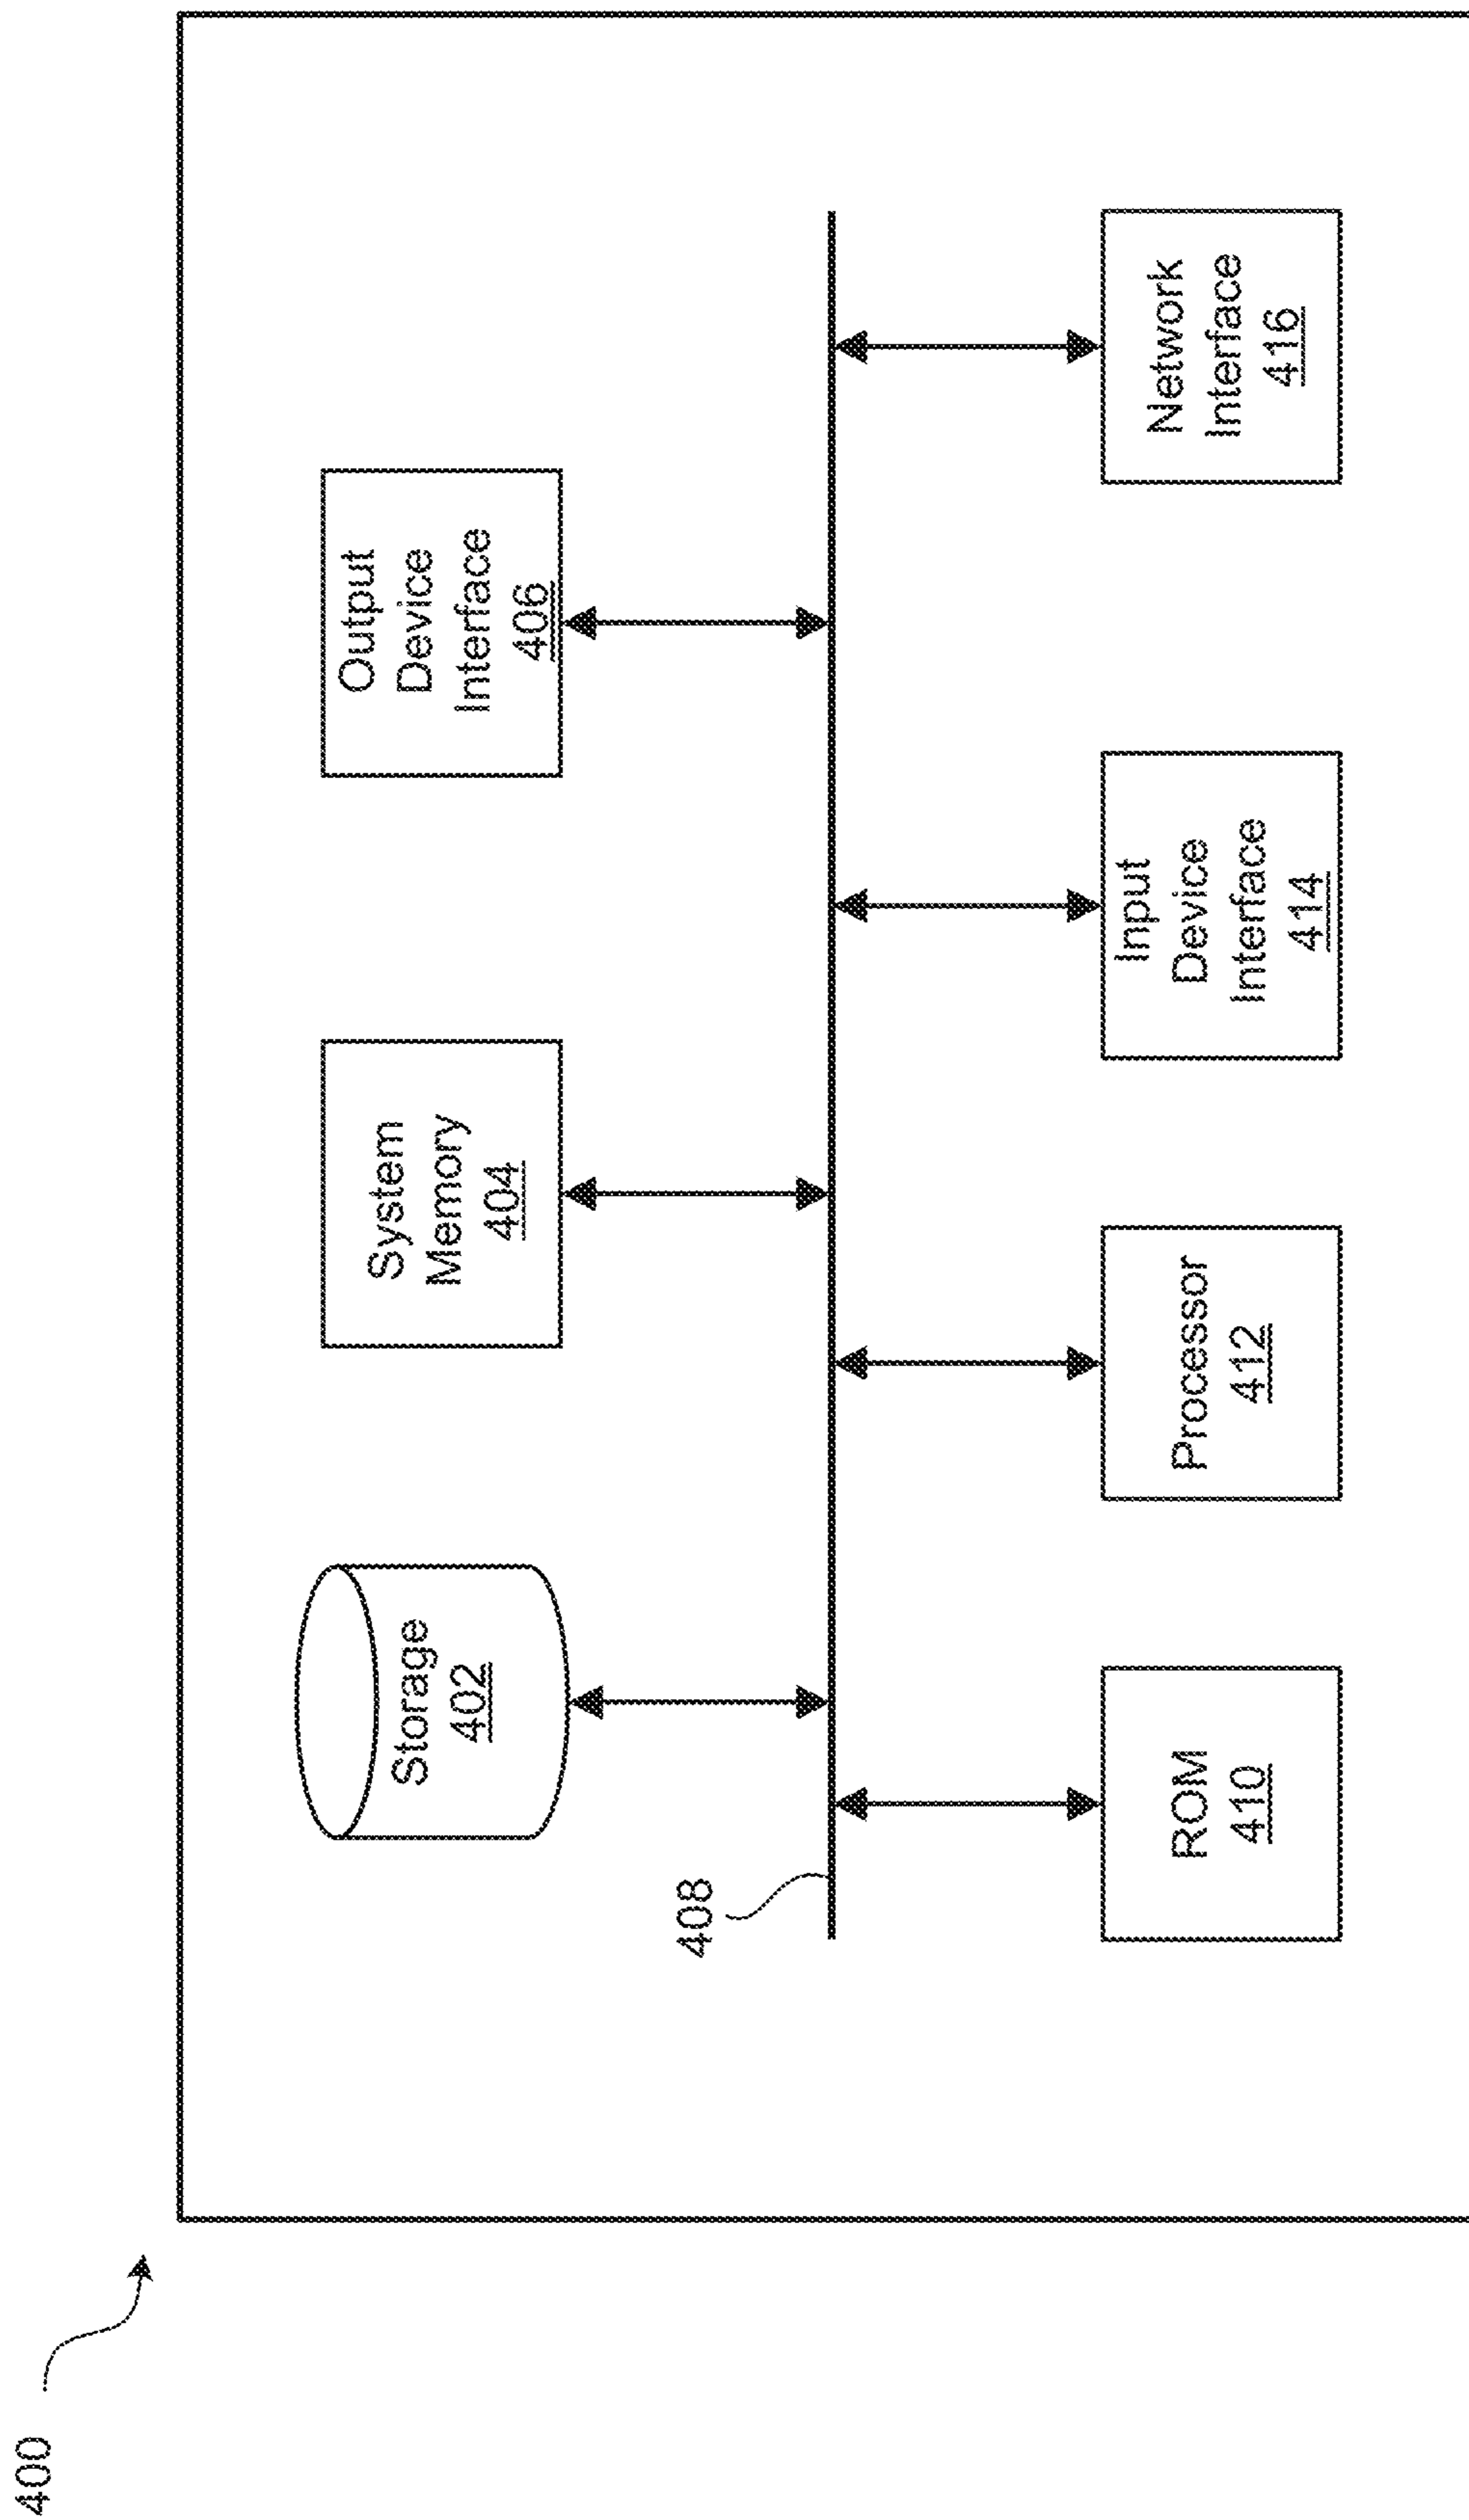 400
Storage
402
System
Memory
404
Output
Device
Interface
406
408
ROM
410
Processor
412
Input
Device
Interface
414
Network
Interface
416